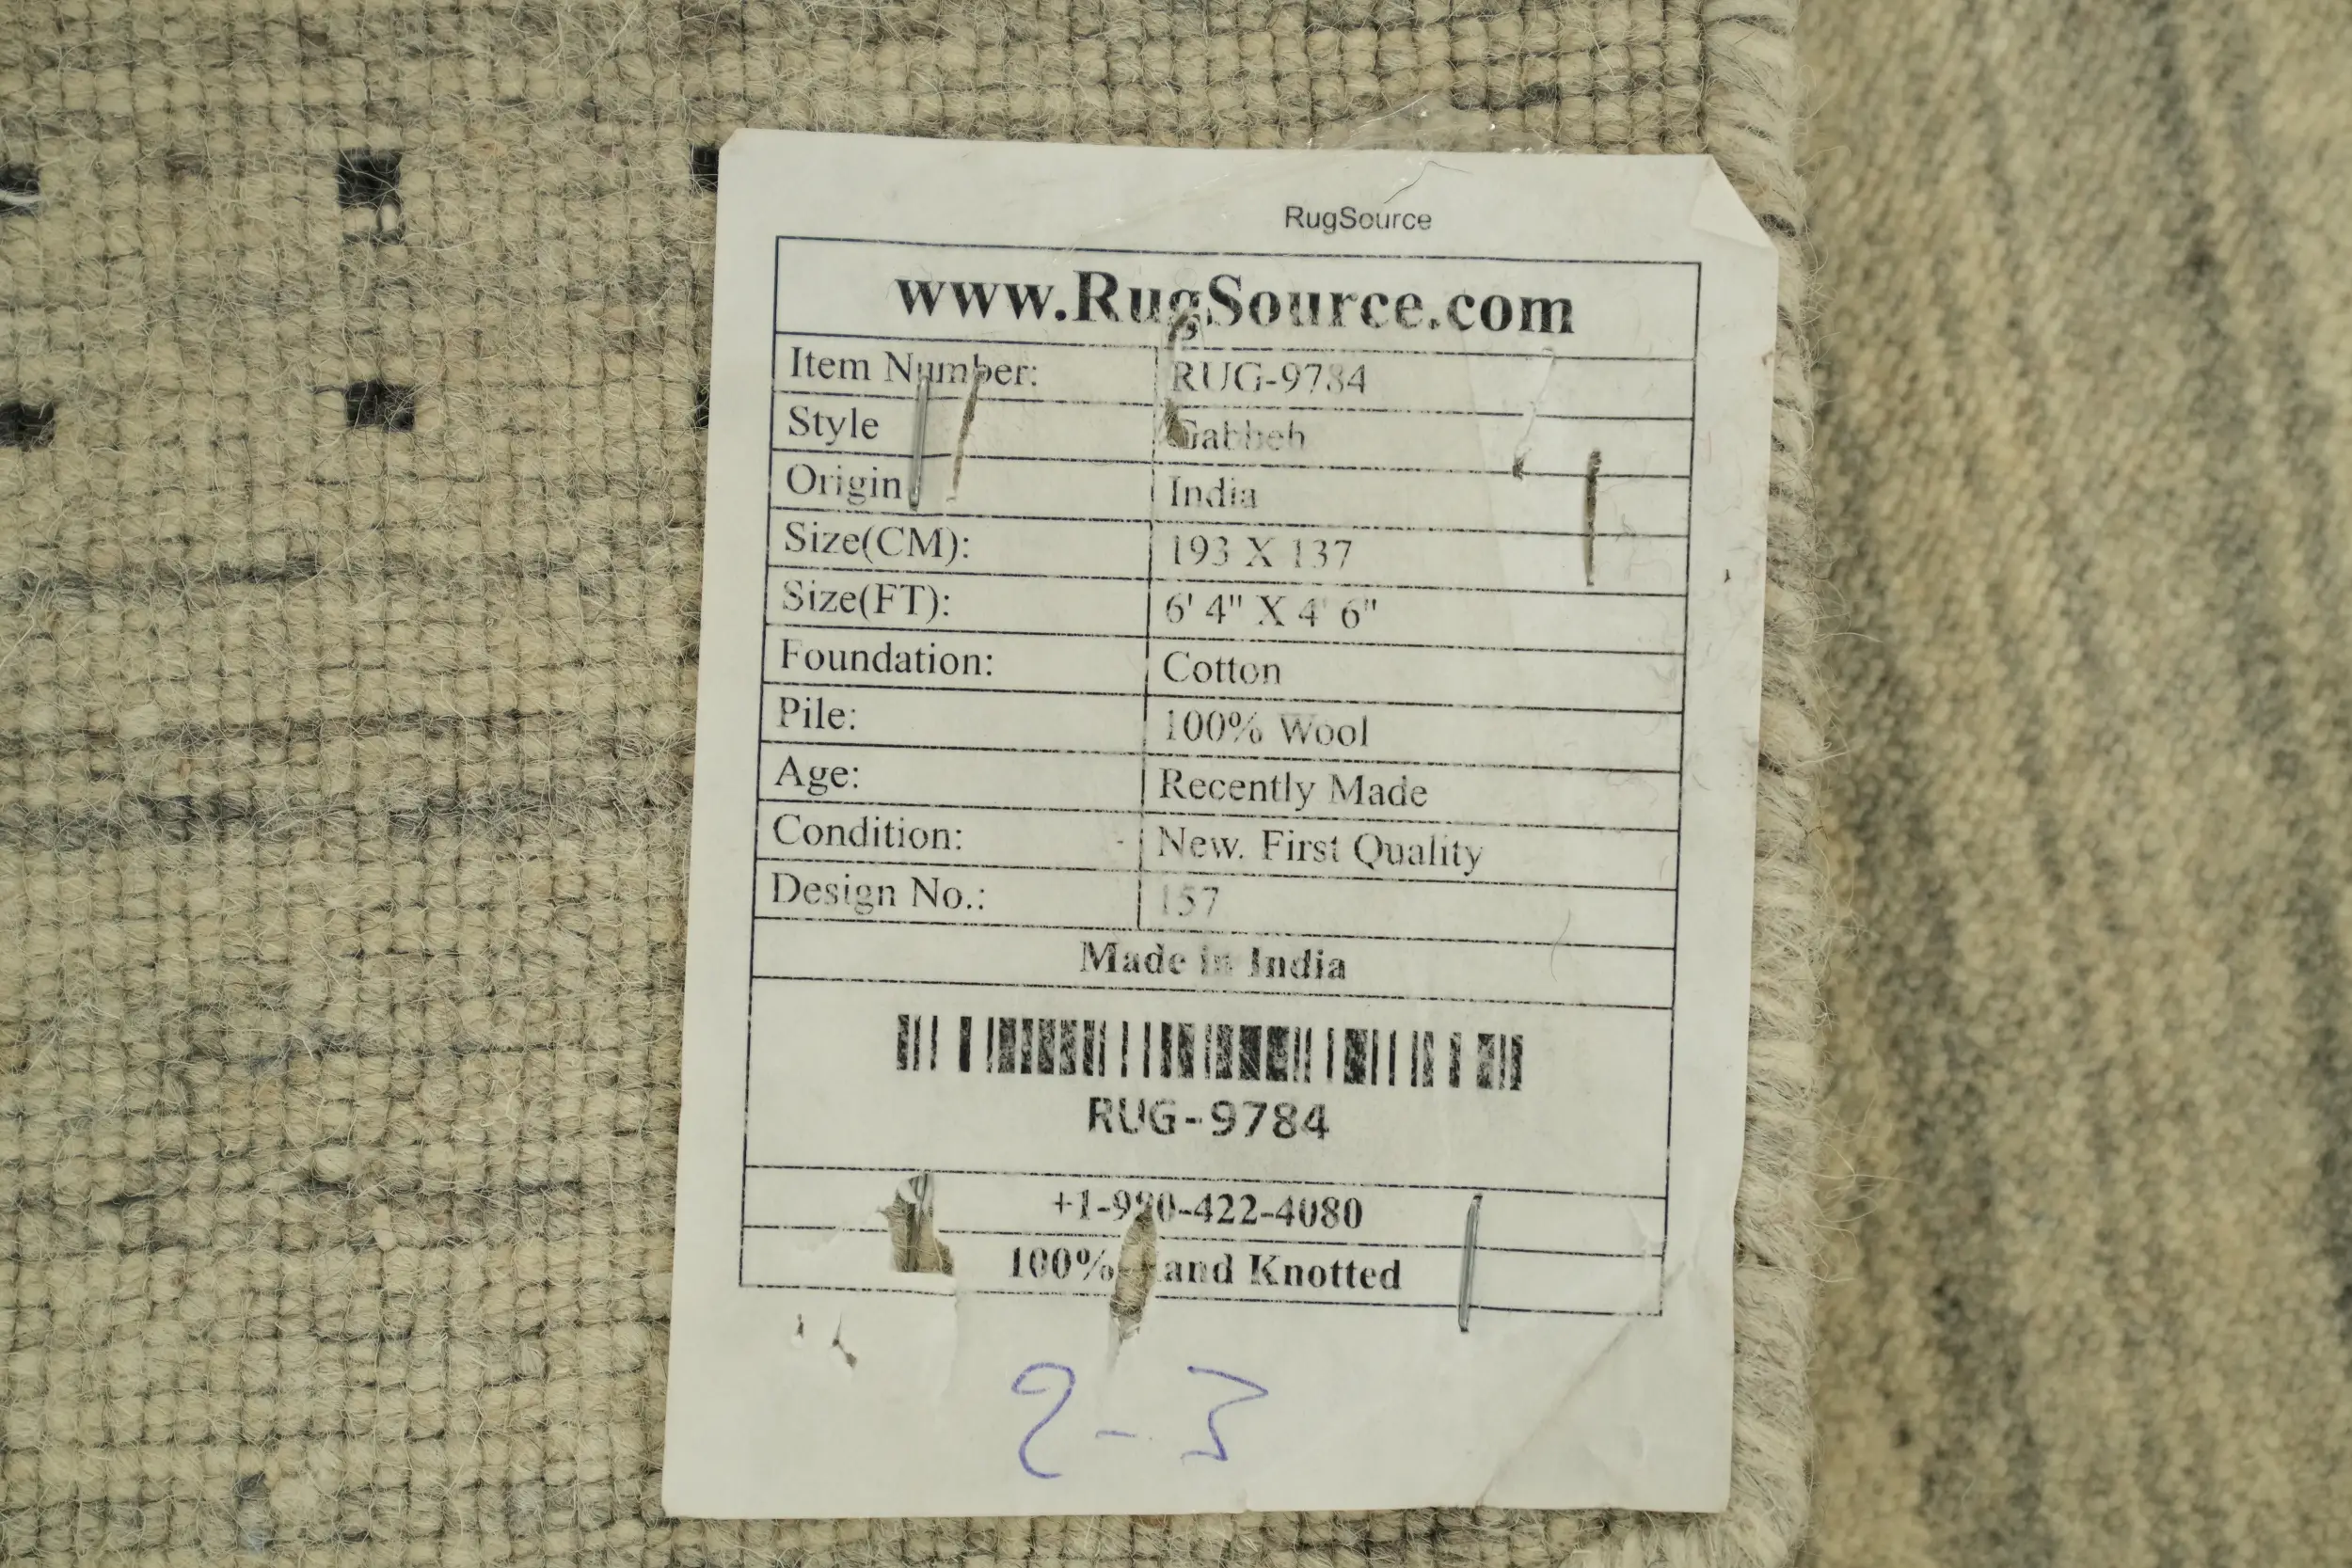 RugSource
www.RugSource.com
Item Number: RUG-9784
Style Gabbeh
Origin India
Size(CM): 193 X 137
Size(FT): 6' 4" X 4' 6"
Foundation: Cotton
Pile: 100% Wool
Age: Recently Made
Condition: New. First Quality
Design No.: 157
Made in India
RUG-9784
100% Hand Knotted
2-3